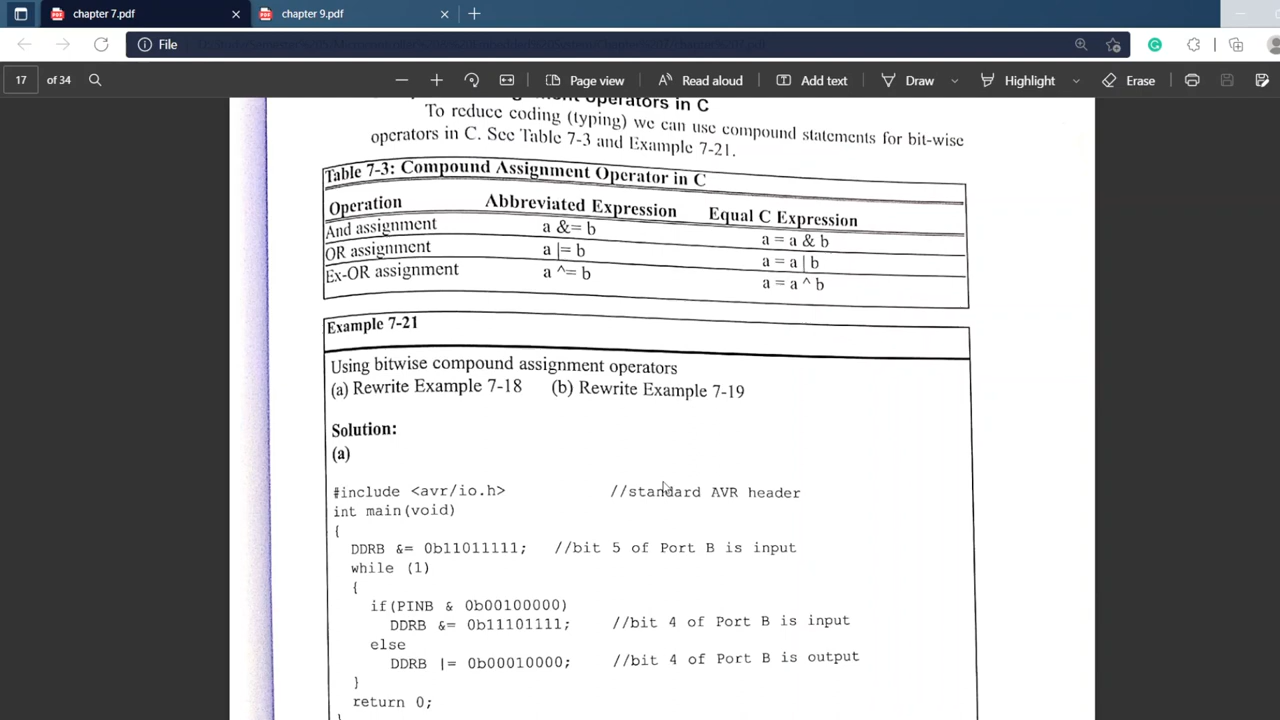 chapter 7.pdf
chapter 9.pdf
File
17 of 34
Page view
Read aloud
Add text
Draw
Highlight
Erase
operators in C
To reduce coding (typing) we can use compound statements for bit-wise
operators in C. See Table 7-3 and Example 7-21.
Table 7-3: Compound Assignment Operator in C
Operation Abbreviated Expression Equal C Expression
And assignment a &= b a = a & b
OR assignment a |= b a = a | b
Ex-OR assignment a ^= b a = a ^ b
Example 7-21
Using bitwise compound assignment operators
(a) Rewrite Example 7-18 (b) Rewrite Example 7-19
Solution:
(a)
#include <avr/io.h> //standard AVR header
int main(void)
{
DDRB &= 0b11011111; //bit 5 of Port B is input
while (1)
{
if(PINB & 0b00100000)
DDRB &= 0b11101111; //bit 4 of Port B is input
else
DDRB |= 0b00010000; //bit 4 of Port B is output
}
return 0;
}